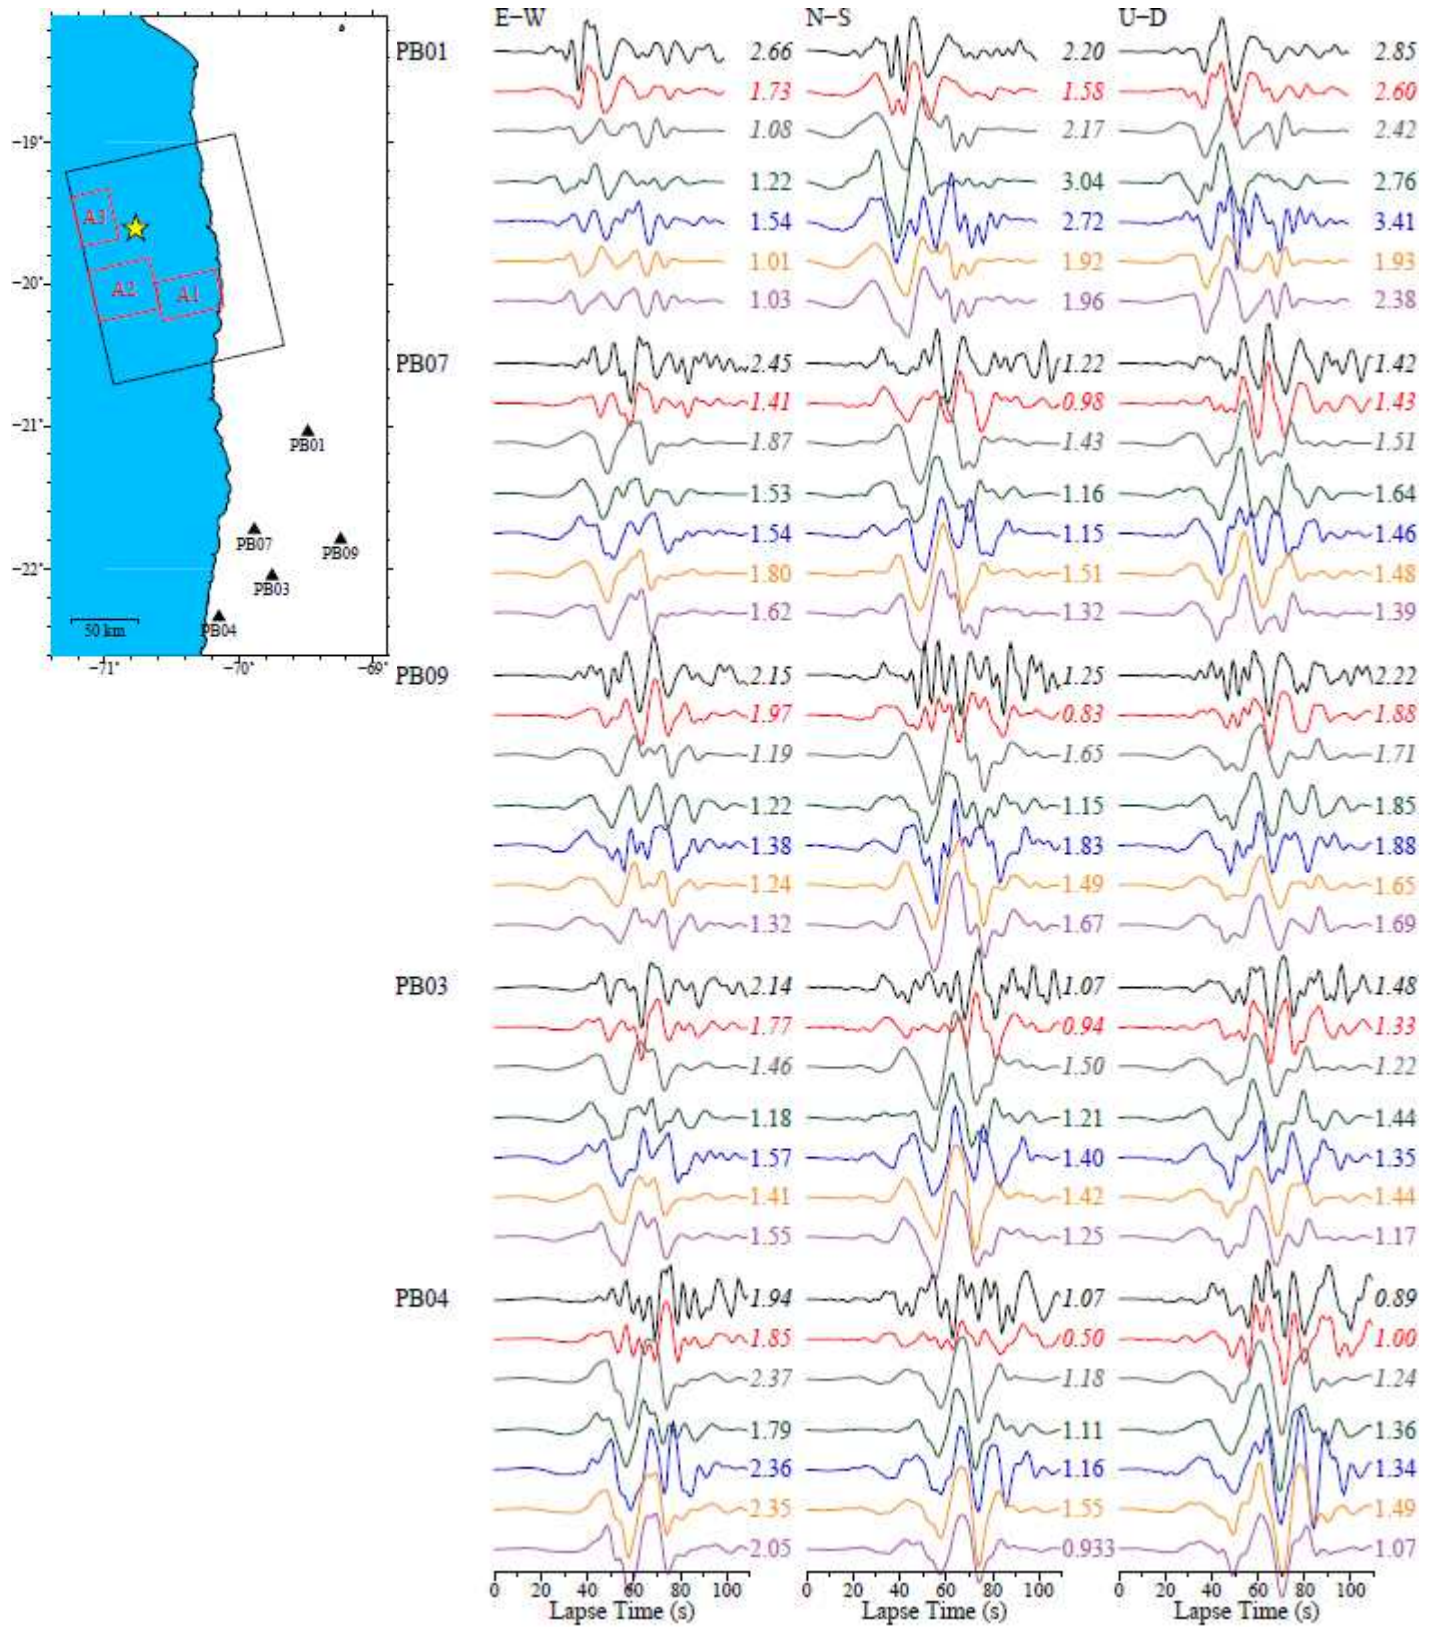 E−W N−S U−D
PB01 2.66 2.20 2.85
1.73 1.58 2.60
1.08 2.17 2.42
1.22 3.04 2.76
1.54 2.72 3.41
1.01 1.92 1.93
1.03 1.96 2.38
PB07 2.45 1.22 1.42
1.41 0.98 1.43
1.87 1.43 1.51
1.53 1.16 1.64
1.54 1.15 1.46
1.80 1.51 1.48
1.62 1.32 1.39
PB09 2.15 1.25 2.22
1.97 0.83 1.88
1.19 1.65 1.71
1.22 1.15 1.85
1.38 1.83 1.88
1.24 1.49 1.65
1.32 1.67 1.69
PB03 2.14 1.07 1.48
1.77 0.94 1.33
1.46 1.50 1.22
1.18 1.21 1.44
1.57 1.40 1.35
1.41 1.42 1.44
1.55 1.25 1.17
PB04 1.94 1.07 0.89
1.85 0.50 1.00
2.37 1.18 1.24
1.79 1.11 1.36
2.36 1.16 1.34
2.35 1.55 1.49
2.05 0.933 1.07
0 20 40 60 80 100 0 20 40 60 80 100 0 20 40 60 80 100
Lapse Time (s) Lapse Time (s) Lapse Time (s)
−19°
A3
−20°
A2 A1
−21°
PB01
PB07 PB09
−22°
PB03
50 km PB04
−71° −70° −69°